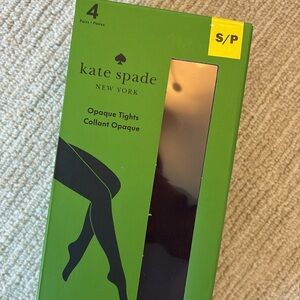 4
Pairs • Paires
S/P
kate spade
NEW YORK
Opaque Tights
Collant Opaque